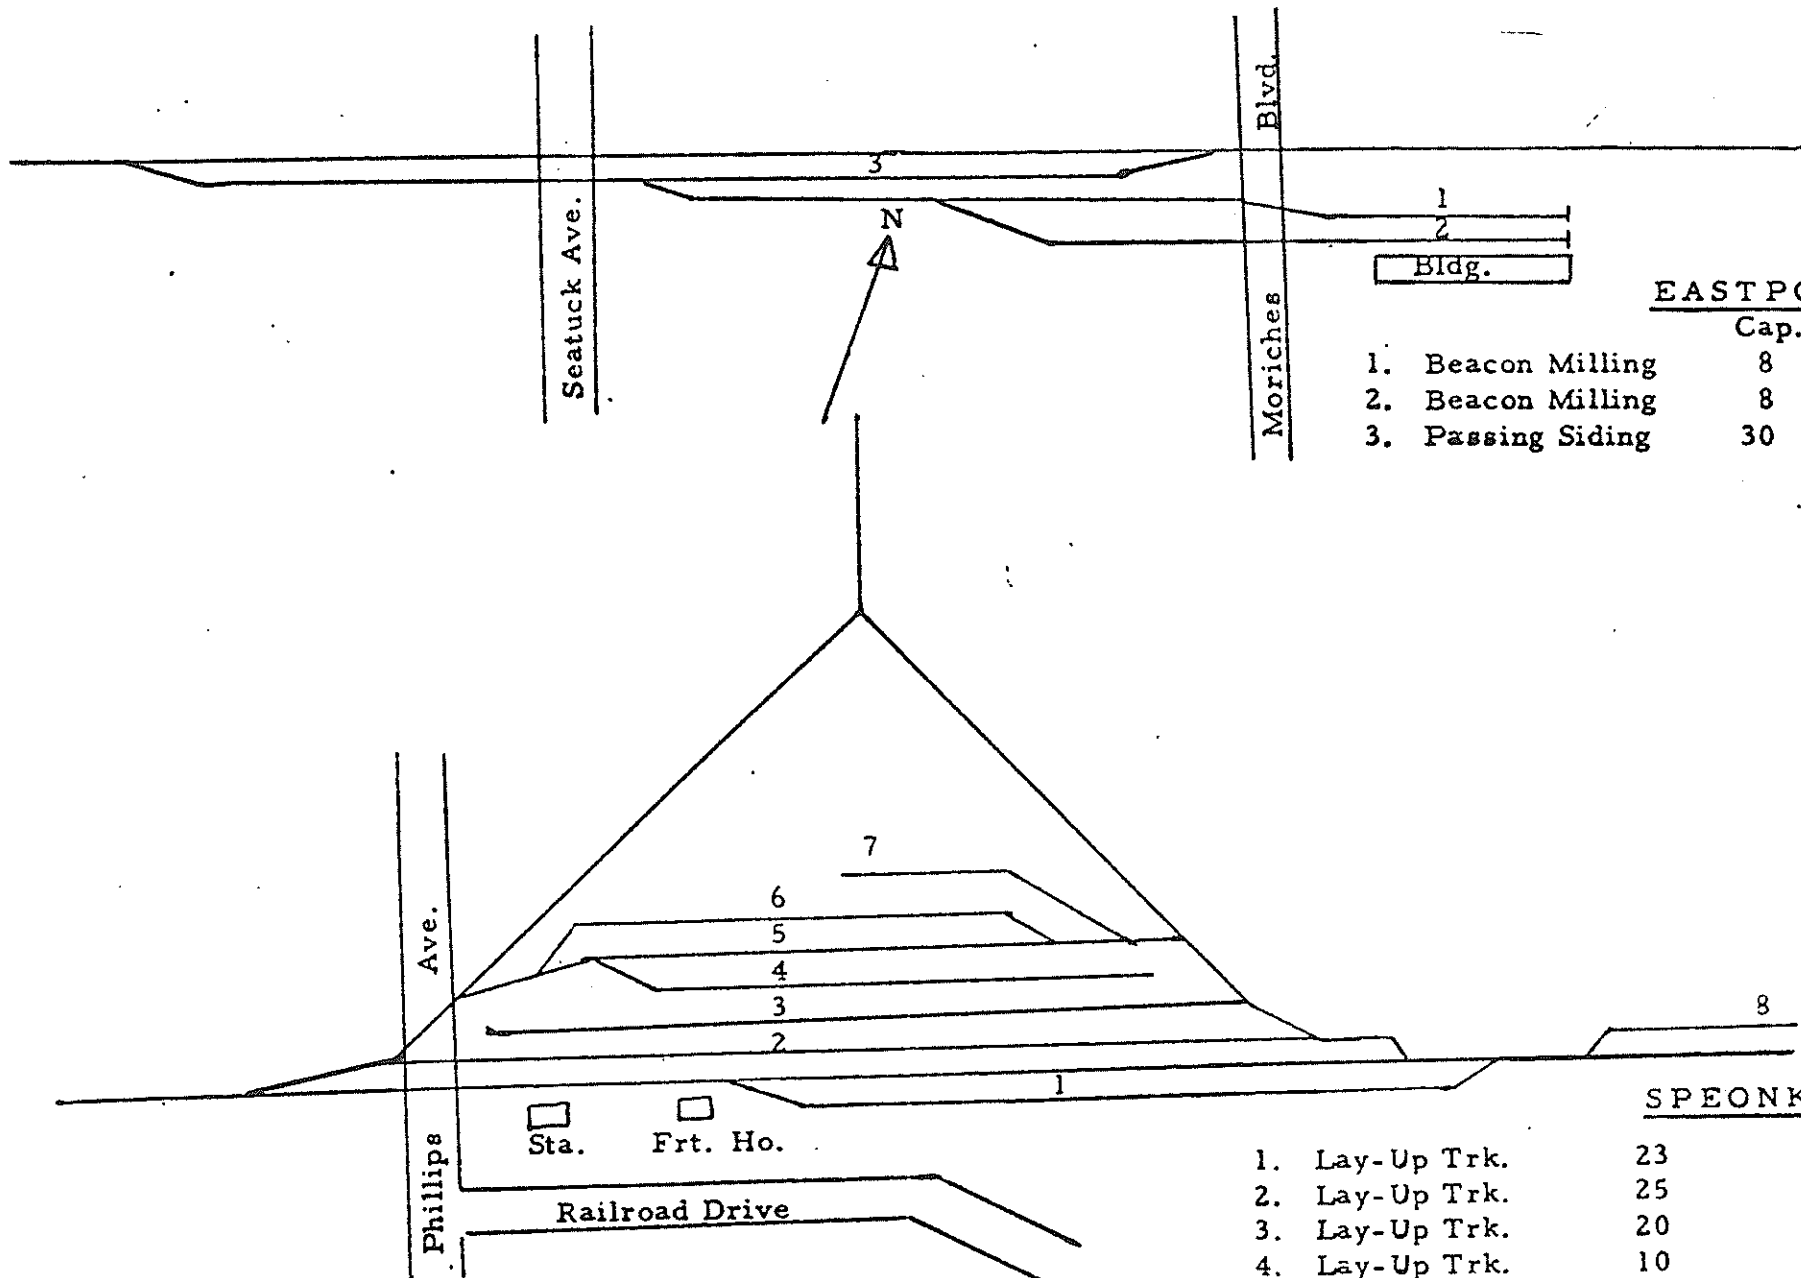 Blvd.
3
1
2
N
Seatuck Ave.
Bldg.
Moriches
EASTPO
Cap.
1. Beacon Milling 8
2. Beacon Milling 8
3. Passing Siding 30
7
6
5
4
3
2
1
8
Ave.
Phillips
Sta.
Frt. Ho.
Railroad Drive
SPEONK
1. Lay-Up Trk. 23
2. Lay-Up Trk. 25
3. Lay-Up Trk. 20
4. Lay-Up Trk. 10